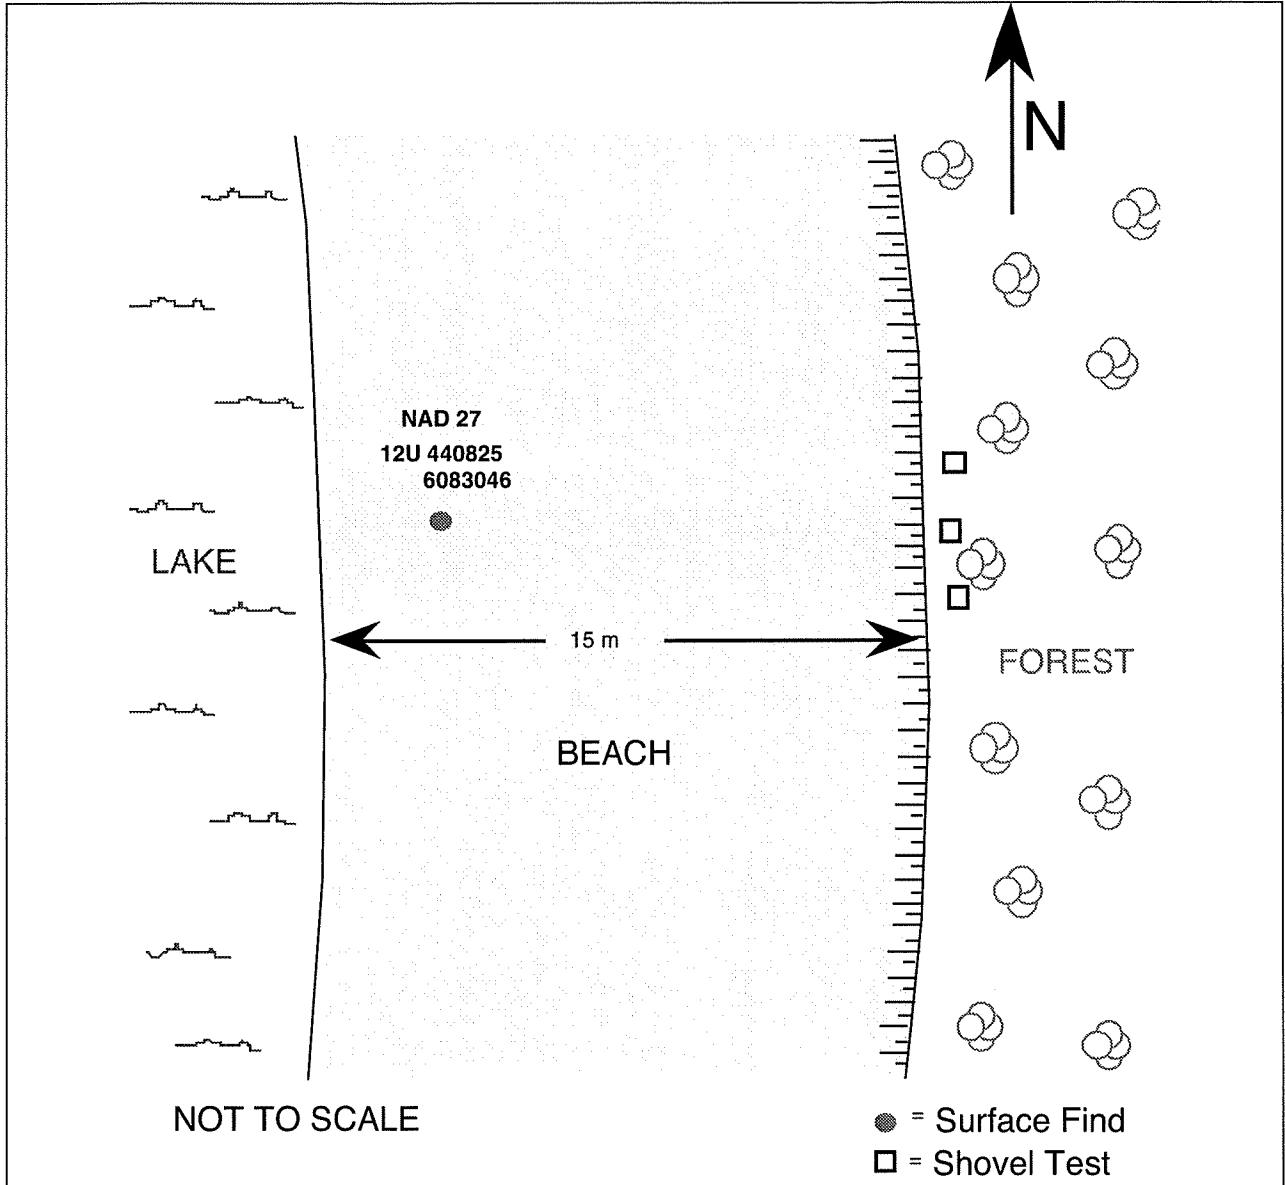 N
NAD 27
12U 440825
6083046
LAKE
15 m
FOREST
BEACH
NOT TO SCALE
= Surface Find
= Shovel Test